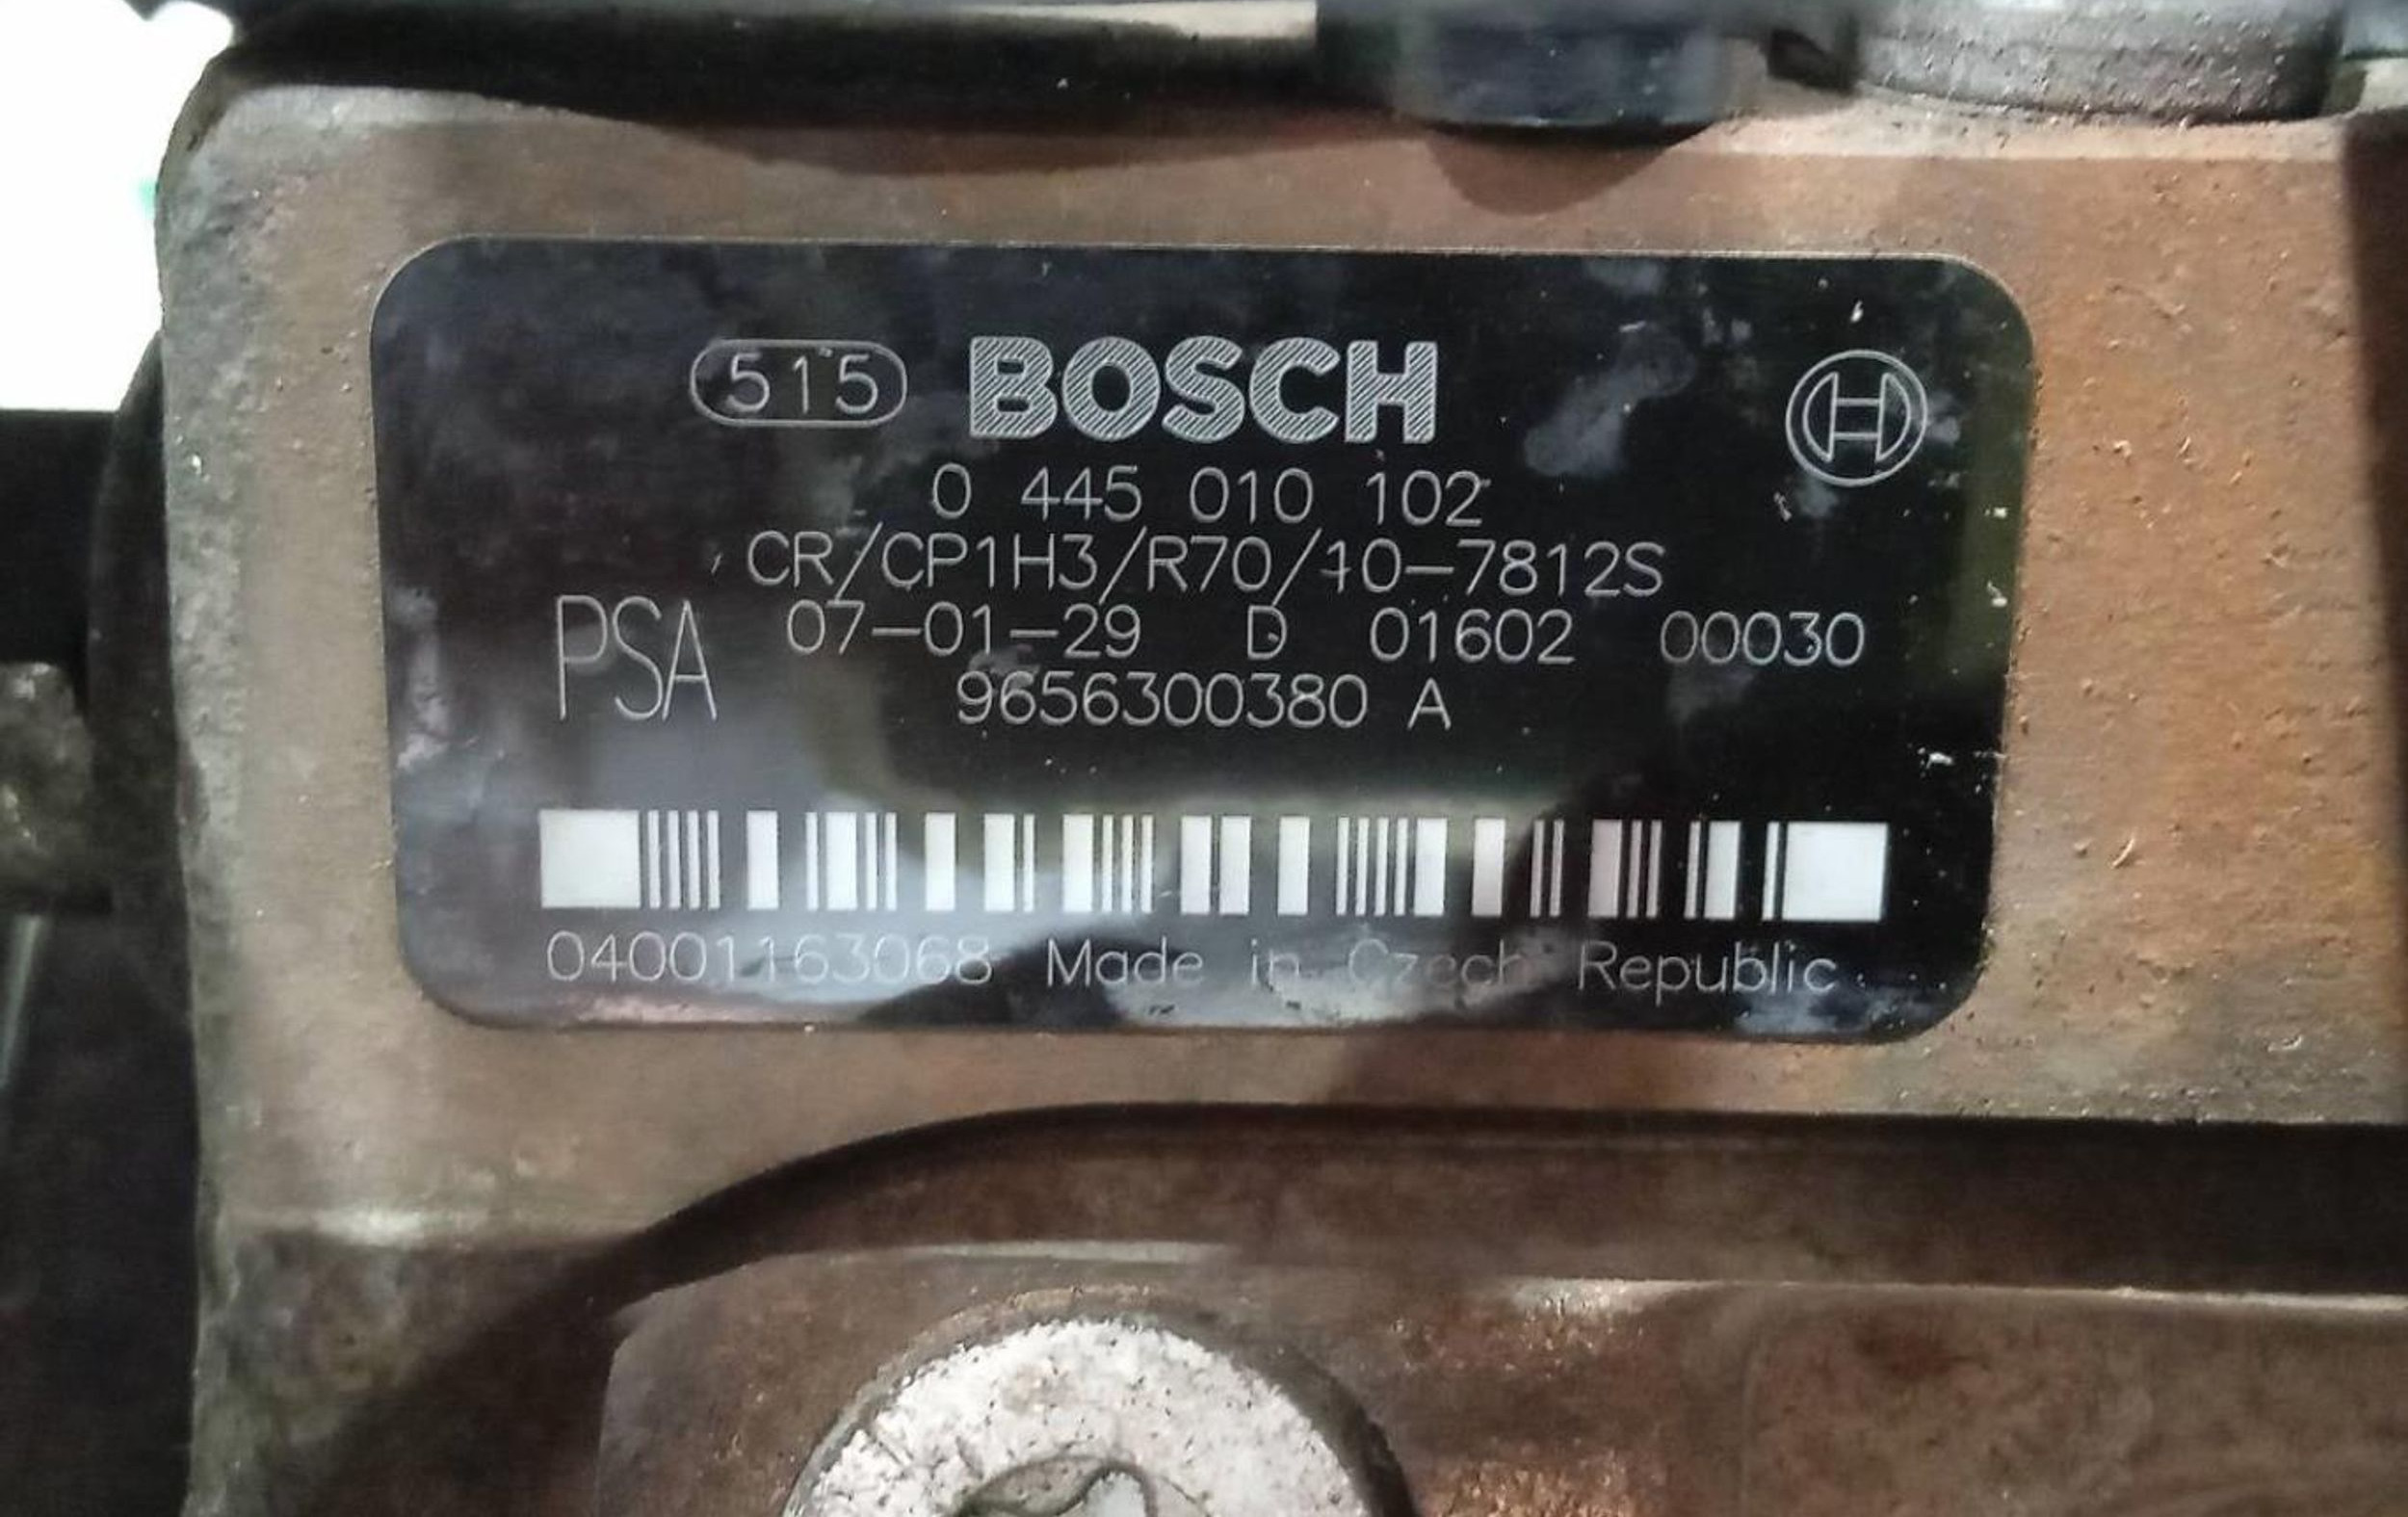 515 BOSCH
0 445 010 102
CR/CP1H3/R70/10-7812S
PSA 07-01-29 D 01602 00030
9656300380 A
04001163068 Made in Czech Republic